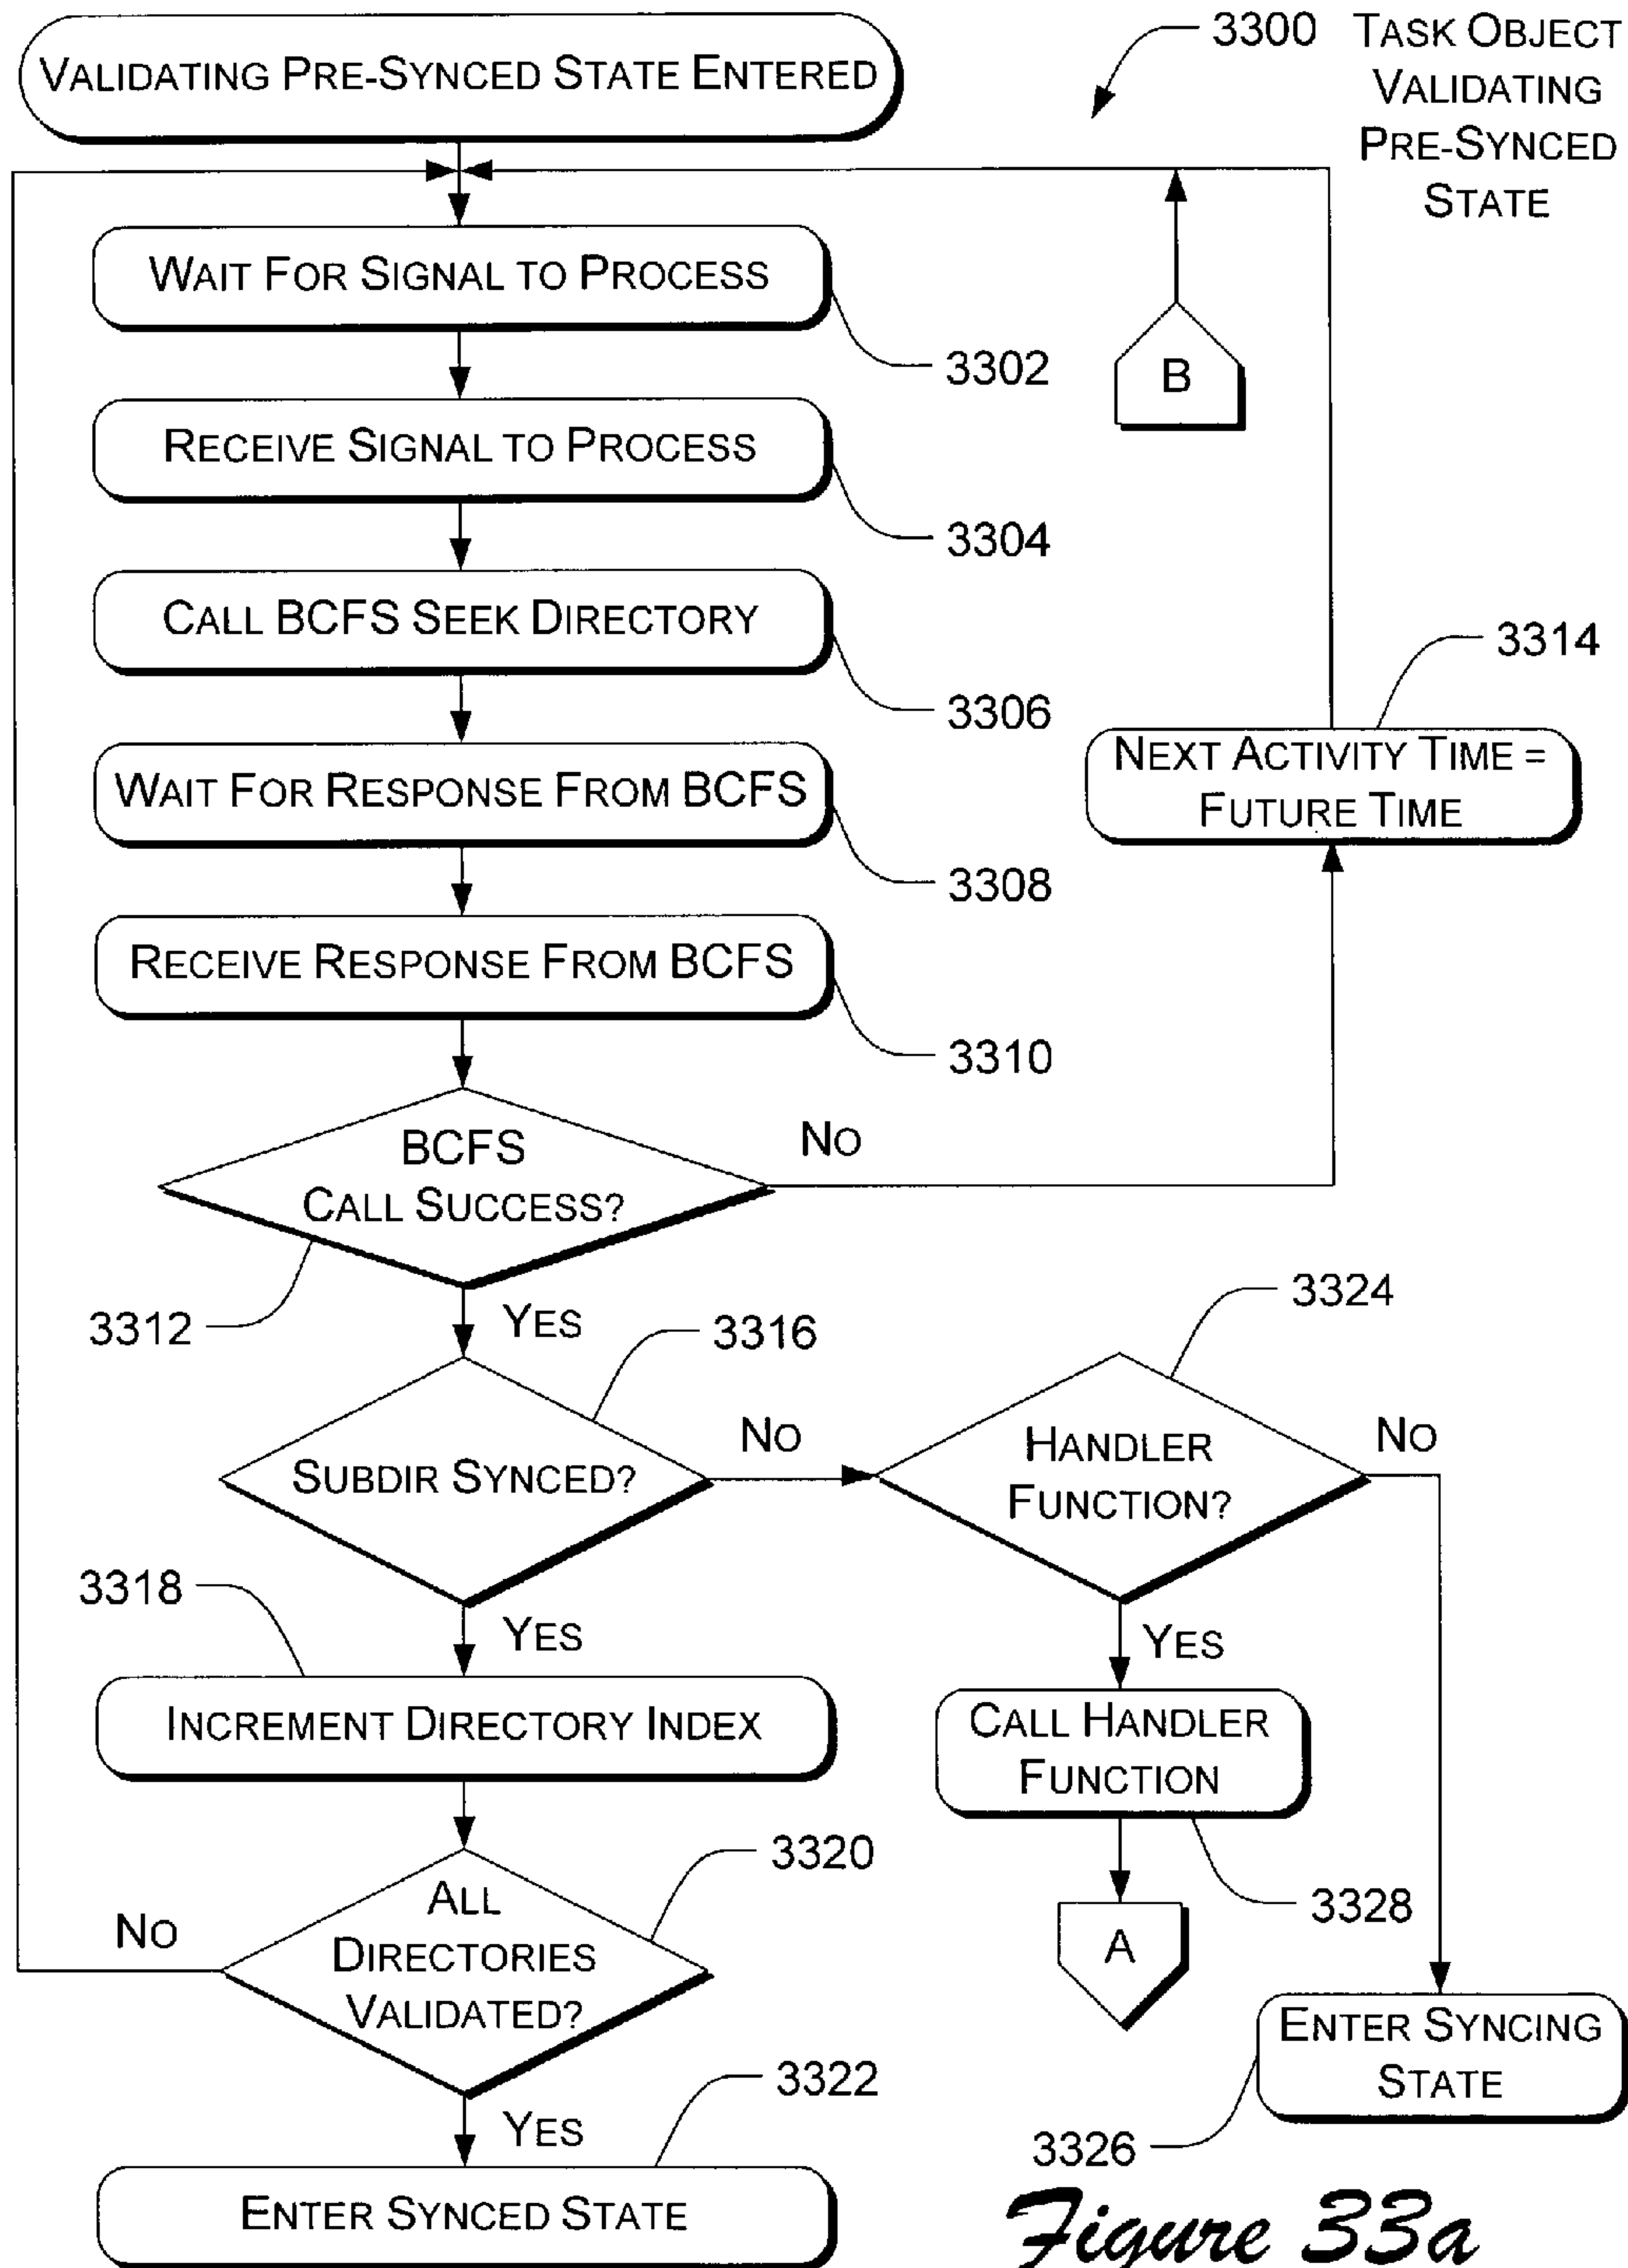 3300 TASK OBJECT
VALIDATING
PRE-SYNCED
STATE
VALIDATING PRE-SYNCED STATE ENTERED
WAIT FOR SIGNAL TO PROCESS
3302
B
RECEIVE SIGNAL TO PROCESS
3304
CALL BCFS SEEK DIRECTORY
3306
3314
NEXT ACTIVITY TIME =
FUTURE TIME
WAIT FOR RESPONSE FROM BCFS
3308
RECEIVE RESPONSE FROM BCFS
3310
BCFS
CALL SUCCESS?
NO
3312
YES
3316
3324
SUBDIR SYNCED?
NO
HANDLER
FUNCTION?
NO
3318
YES
YES
INCREMENT DIRECTORY INDEX
CALL HANDLER
FUNCTION
3320
3328
ALL
DIRECTORIES
VALIDATED?
NO
A
ENTER SYNCING
STATE
3322
3326
YES
ENTER SYNCED STATE
Figure 33a